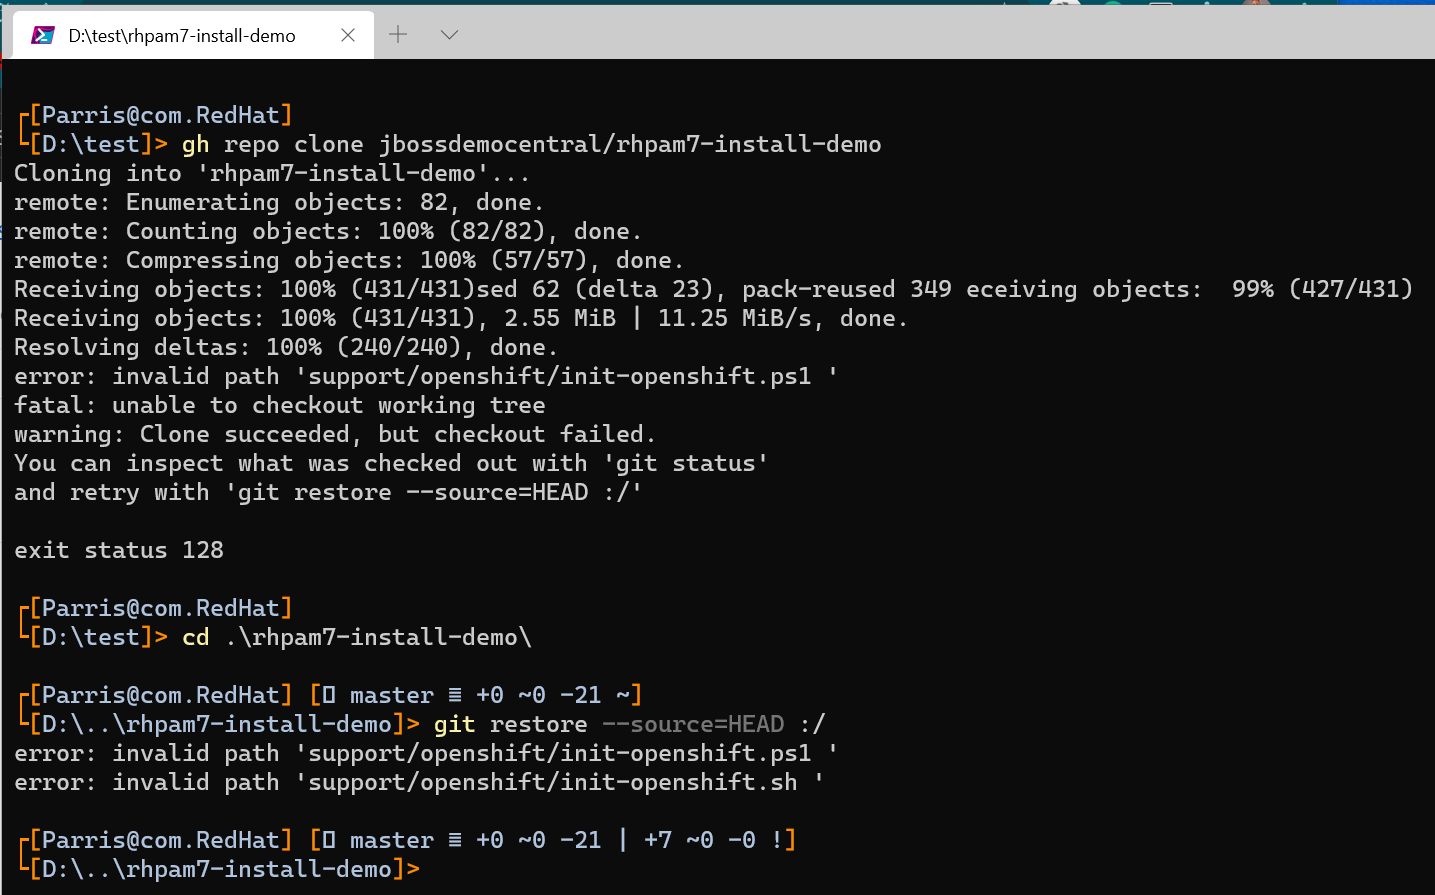 D:\test\rhpam7-install-demo
[Parris@com.RedHat]
[D:\test]> gh repo clone jbossdemocentral/rhpam7-install-demo
Cloning into 'rhpam7-install-demo'...
remote: Enumerating objects: 82, done.
remote: Counting objects: 100% (82/82), done.
remote: Compressing objects: 100% (57/57), done.
Receiving objects: 100% (431/431)sed 62 (delta 23), pack-reused 349 eceiving objects:  99% (427/431)
Receiving objects: 100% (431/431), 2.55 MiB | 11.25 MiB/s, done.
Resolving deltas: 100% (240/240), done.
error: invalid path 'support/openshift/init-openshift.ps1 '
fatal: unable to checkout working tree
warning: Clone succeeded, but checkout failed.
You can inspect what was checked out with 'git status'
and retry with 'git restore --source=HEAD :/'
exit status 128
[Parris@com.RedHat]
[D:\test]> cd .\rhpam7-install-demo\
[Parris@com.RedHat] [▯ master ≡ +0 ~0 -21 ~]
[D:\..\rhpam7-install-demo]> git restore --source=HEAD :/
error: invalid path 'support/openshift/init-openshift.ps1 '
error: invalid path 'support/openshift/init-openshift.sh '
[Parris@com.RedHat] [▯ master ≡ +0 ~0 -21 | +7 ~0 -0 !]
[D:\..\rhpam7-install-demo]>